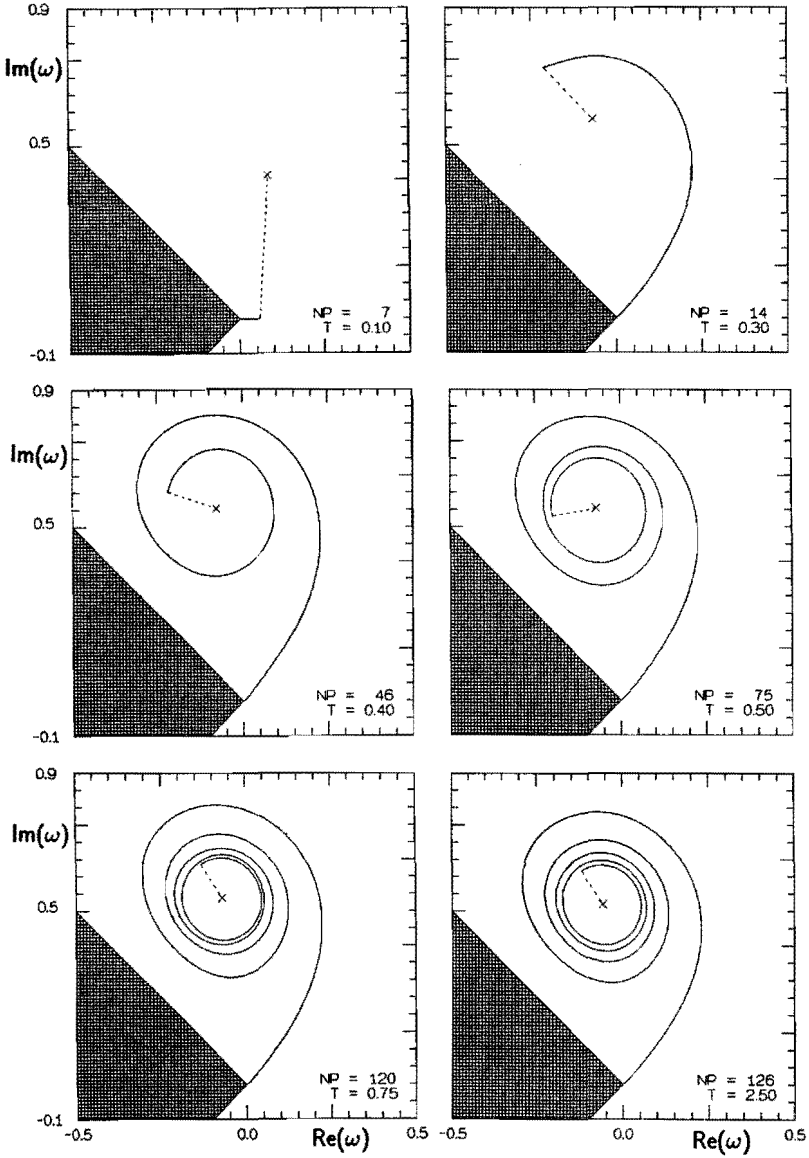 0.9
Im(ω)
0.5
-0.1
NP = 7
T = 0.10
NP = 14
T = 0.30
0.9
Im(ω)
0.5
-0.1
NP = 46
T = 0.40
NP = 75
T = 0.50
0.9
Im(ω)
0.5
-0.1
NP = 120
T = 0.75
NP = 126
T = 2.50
-0.5
0.0
Re(ω)
0.5
-0.5
0.0
Re(ω)
0.5